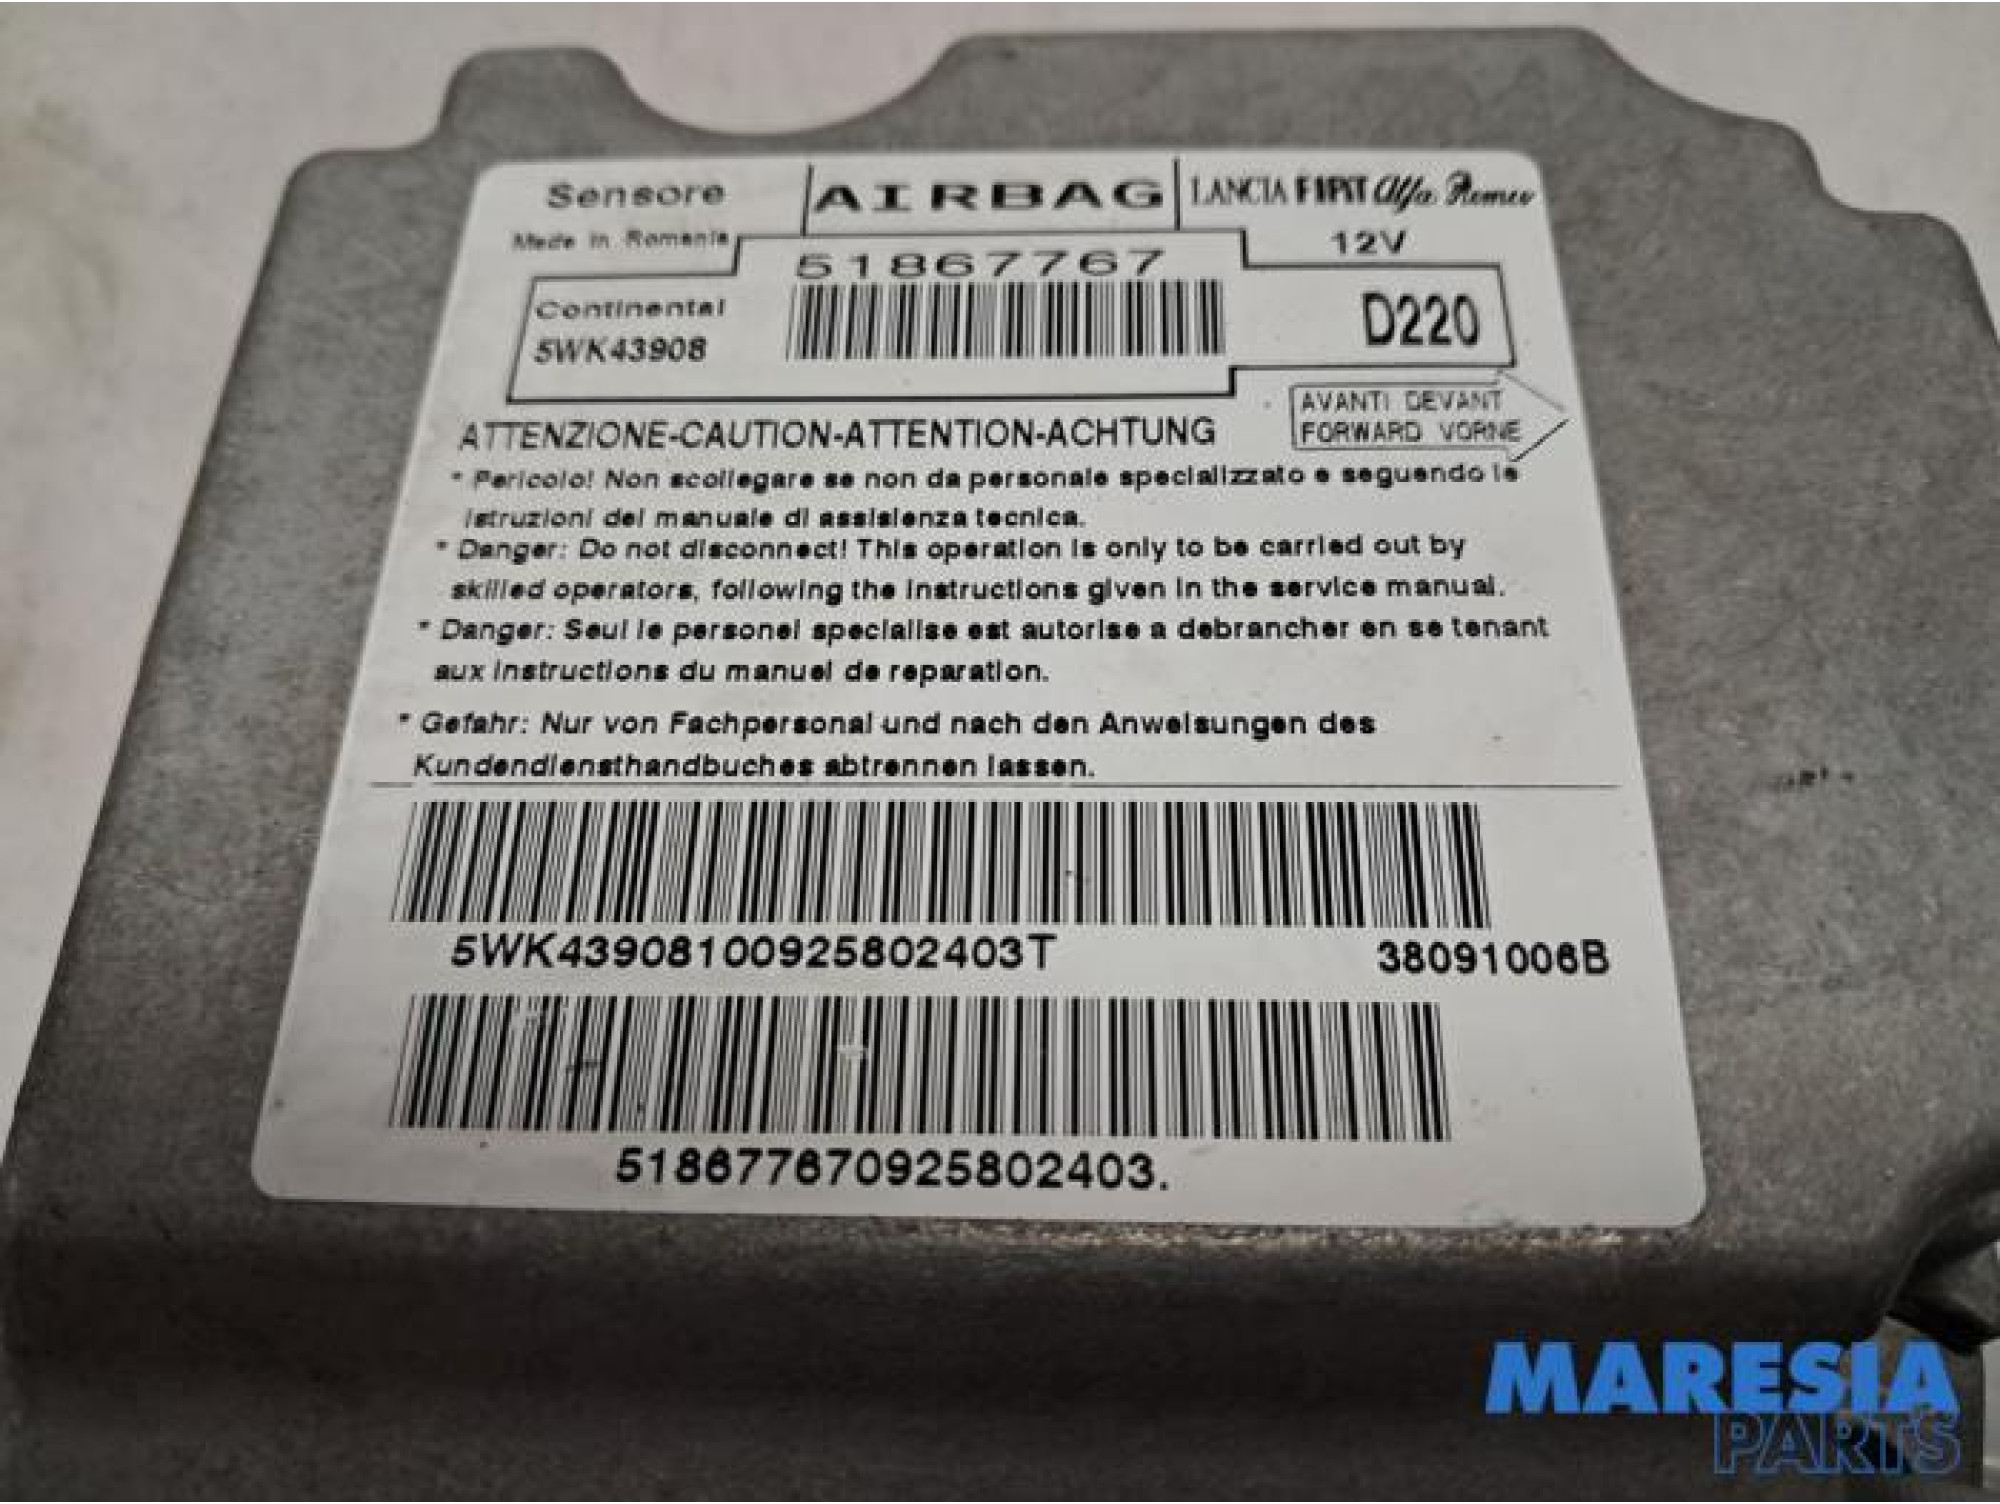 Sensore AIRBAG LANCIA FIAT Alfa Romeo
Made in Romania 12V
51867767
Continental
5WK43908
D220
AVANTI DEVANT
FORWARD VORNE
ATTENZIONE-CAUTION-ATTENTION-ACHTUNG
* Pericolo! Non scollegare se non da personale specializzato e seguendo le
istruzioni del manuale di assistenza tecnica.
* Danger: Do not disconnect! This operation is only to be carried out by
skilled operators, following the instructions given in the service manual.
* Danger: Seul le personel specialise est autorise a debrancher en se tenant
aux instructions du manuel de reparation.
* Gefahr: Nur von Fachpersonal und nach den Anweisungen des
Kundendiensthandbuches abtrennen lassen.
5WK43908100925802403T 38091006B
518677670925802403.
MARESIA
PARTS